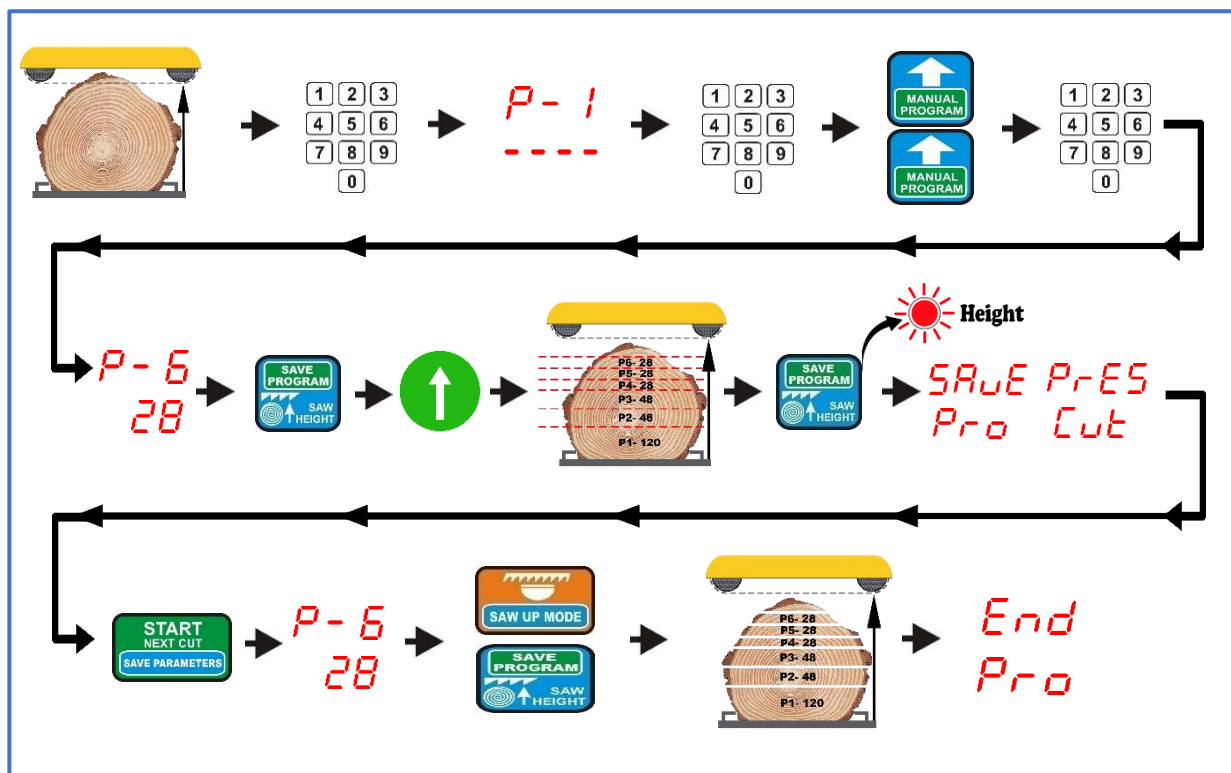 1 2 3
4 5 6
7 8 9
0
P-1
----
1 2 3
4 5 6
7 8 9
0
MANUAL
PROGRAM
MANUAL
PROGRAM
1 2 3
4 5 6
7 8 9
0
P-6
28
SAVE
PROGRAM
SAW
HEIGHT
P6- 28
P5- 28
P4- 28
P3- 48
P2- 48
P1- 120
SAVE
PROGRAM
SAW
HEIGHT
Height
SAuE PrES
Pro Cut
START
NEXT CUT
SAVE PARAMETERS
P-6
28
SAW UP MODE
SAVE
PROGRAM
SAW
HEIGHT
P6- 28
P5- 28
P4- 28
P3- 48
P2- 48
P1- 120
End
Pro